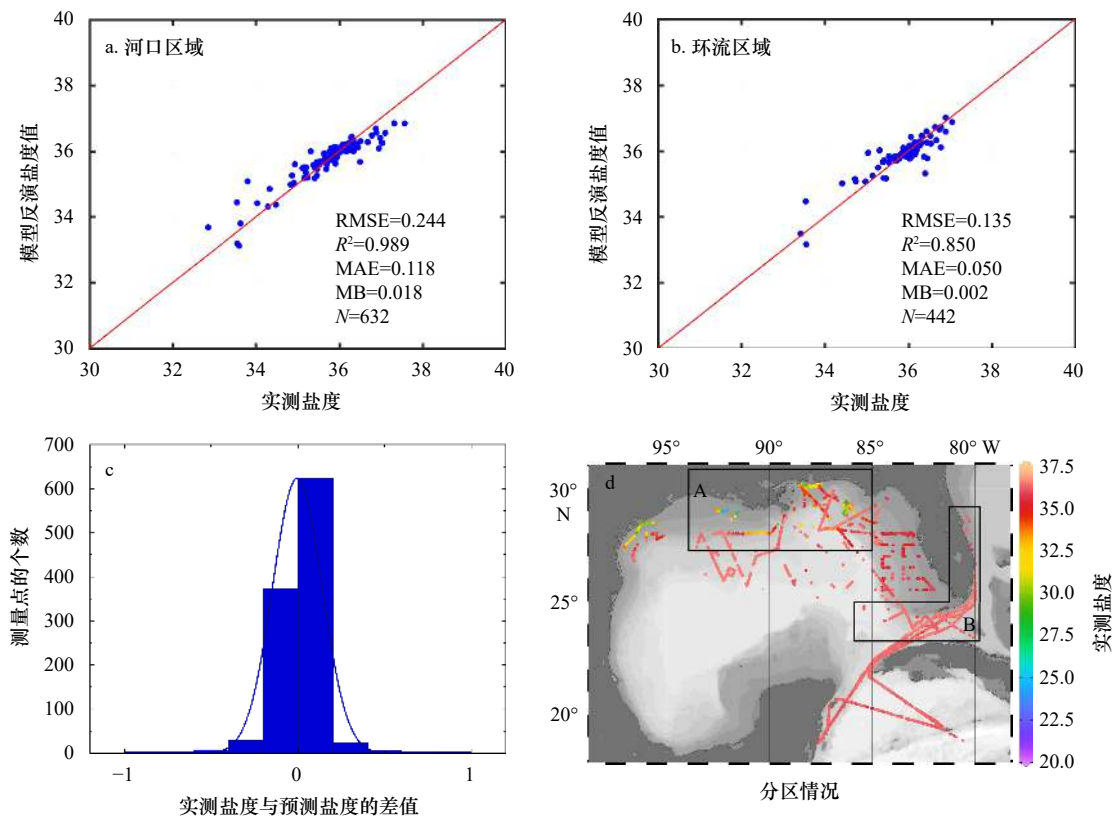 40
38
36
34
32
30
模型反演盐度值
a. 河口区域
RMSE=0.244
R²=0.989
MAE=0.118
MB=0.018
N=632
30 32 34 36 38 40
实测盐度
40
38
36
34
32
30
模型反演盐度值
b. 环流区域
RMSE=0.135
R²=0.850
MAE=0.050
MB=0.002
N=442
30 32 34 36 38 40
实测盐度
700
600
500
400
300
200
100
0
测量点的个数
c
−1 0 1
实测盐度与预测盐度的差值
95° 90° 85° 80° W
30°
N
25°
20°
d
A
B
分区情况
37.5
35.0
32.5
30.0
27.5
25.0
22.5
20.0
实测盐度